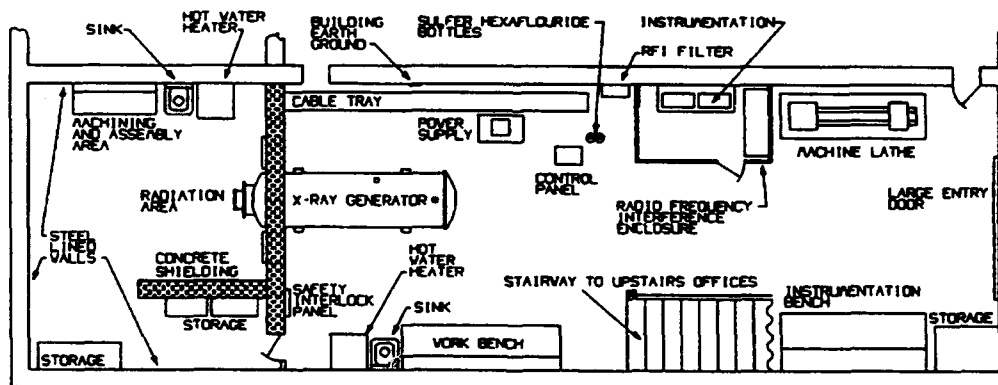 SINK
HOT WATER
HEATER
BUILDING
EARTH
GROUND
SULFER HEXAFLOURIDE
BOTTLES
INSTRUMENTATION
RFI FILTER
CABLE TRAY
MACHINING
AND ASSEMBLY
AREA
POWER
SUPPLY
CONTROL
PANEL
MACHINE LATHE
RADIATION
AREA
X-RAY GENERATOR
RADIO FREQUENCY
INTERFERENCE
ENCLOSURE
LARGE ENTRY
DOOR
STEEL
LINED
WALLS
CONCRETE
SHIELDING
HOT
WATER
HEATER
STAIRWAY TO UPSTAIRS OFFICES
SAFETY
INTERLOCK
PANEL
INSTRUMENTATION
BENCH
STORAGE
SINK
STORAGE
STORAGE
WORK BENCH